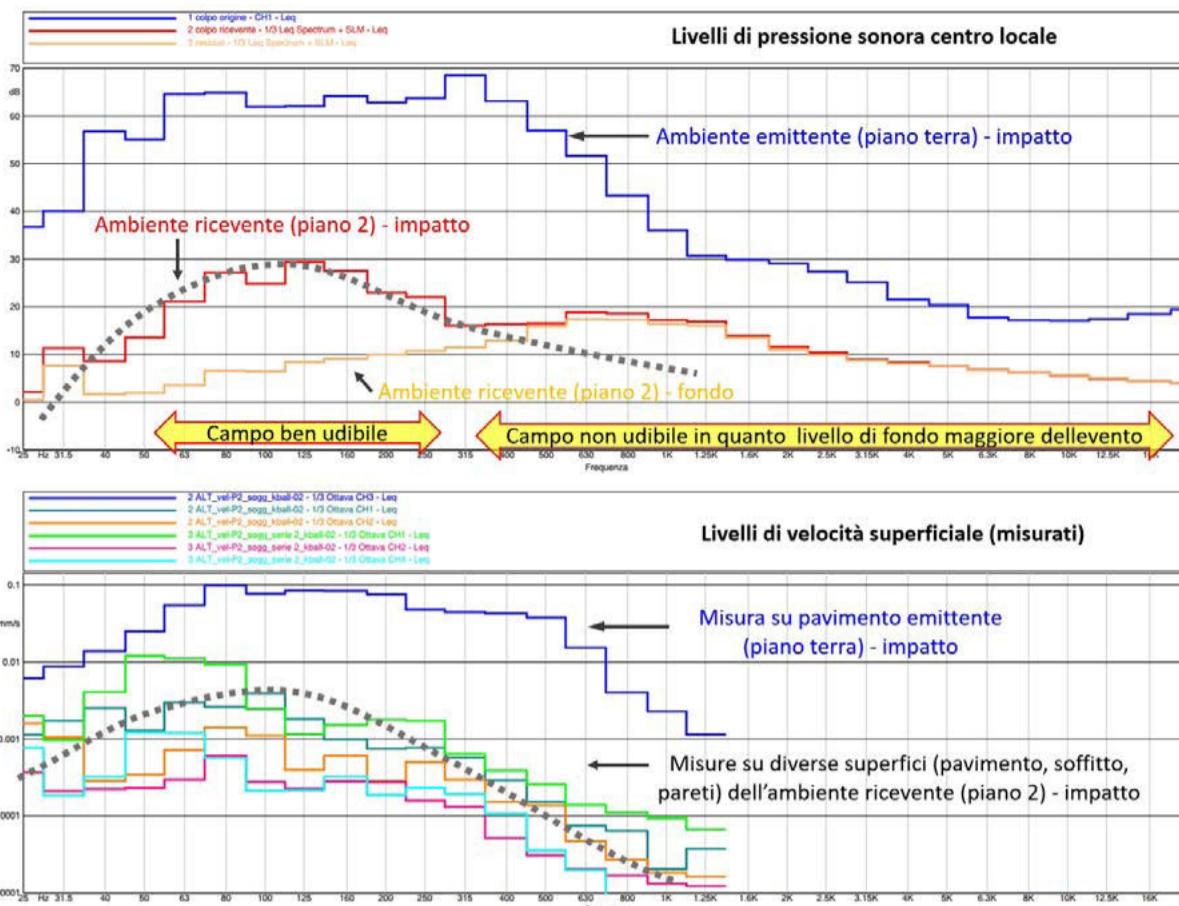 1 colpo origine - CH1 - Leq
2 colpo ricevente - 1/3 Leq Spectrum + SLM - Leq
2 residuo - 1/3 Leq Spectrum + SLM - Leq
Livelli di pressione sonora centro locale
70
dB
60
50
40
30
20
10
0
-10
Ambiente emittente (piano terra) - impatto
Ambiente ricevente (piano 2) - impatto
Ambiente ricevente (piano 2) - fondo
Campo ben udibile
Campo non udibile in quanto livello di fondo maggiore dellevento
25 Hz 31.5 40 50 63 80 100 125 160 200 250 400 500 630 800 1K 1.25K 1.6K 2K 2.5K 3.15K 4K 5K 6.3K 8K 10K 12.5K
Frequenza
2 ALT_vel-P2_sogg_kball-02 - 1/3 Ottava CH3 - Leq
2 ALT_vel-P2_sogg_kball-02 - 1/3 Ottava CH1 - Leq
2 ALT_vel-P2_sogg_kball-02 - 1/3 Ottava CH2 - Leq
3 ALT_vel-P2_sogg_serie 2_kball-02 - 1/3 Ottava CH1 - Leq
3 ALT_vel-P2_sogg_serie 2_kball-02 - 1/3 Ottava CH2 - Leq
3 ALT_vel-P2_sogg_serie 2_kball-02 - 1/3 Ottava CH4 - Leq
Livelli di velocità superficiale (misurati)
0.1
mm/s
0.01
0.001
0001
0001
Misura su pavimento emittente
(piano terra) - impatto
Misure su diverse superfici (pavimento, soffitto,
pareti) dell'ambiente ricevente (piano 2) - impatto
25 Hz 31.5 40 50 63 80 100 125 160 200 250 315 400 500 630 800 1K 1.25K 1.6K 2K 2.5K 3.15K 4K 5K 6.3K 8K 10K 12.5K 16K